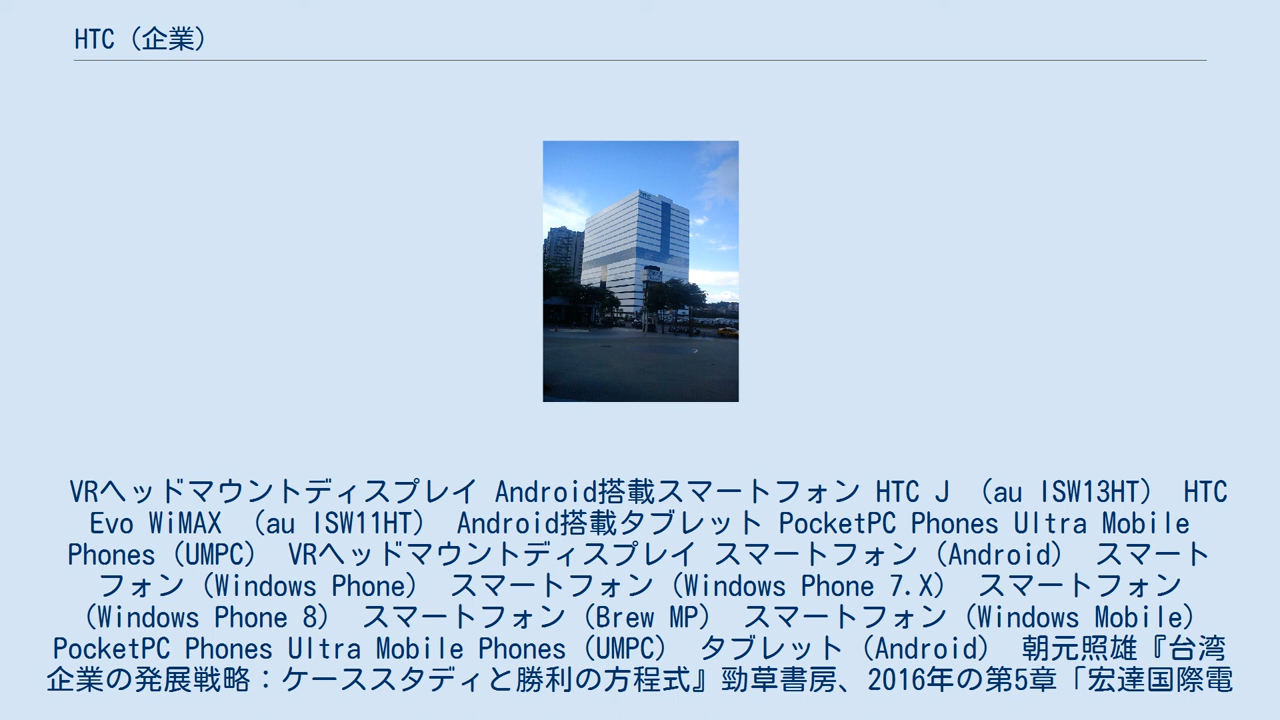 HTC（企業）
VRヘッドマウントディスプレイ Android搭載スマートフォン HTC J （au ISW13HT） HTC
Evo WiMAX （au ISW11HT） Android搭載タブレット PocketPC Phones Ultra Mobile
Phones（UMPC） VRヘッドマウントディスプレイ スマートフォン（Android） スマート
フォン（Windows Phone） スマートフォン（Windows Phone 7.X） スマートフォン
（Windows Phone 8） スマートフォン（Brew MP） スマートフォン（Windows Mobile）
PocketPC Phones Ultra Mobile Phones（UMPC） タブレット（Android） 朝元照雄『台湾
企業の発展戦略：ケーススタディと勝利の方程式』勁草書房、2016年の第5章「宏達国際電